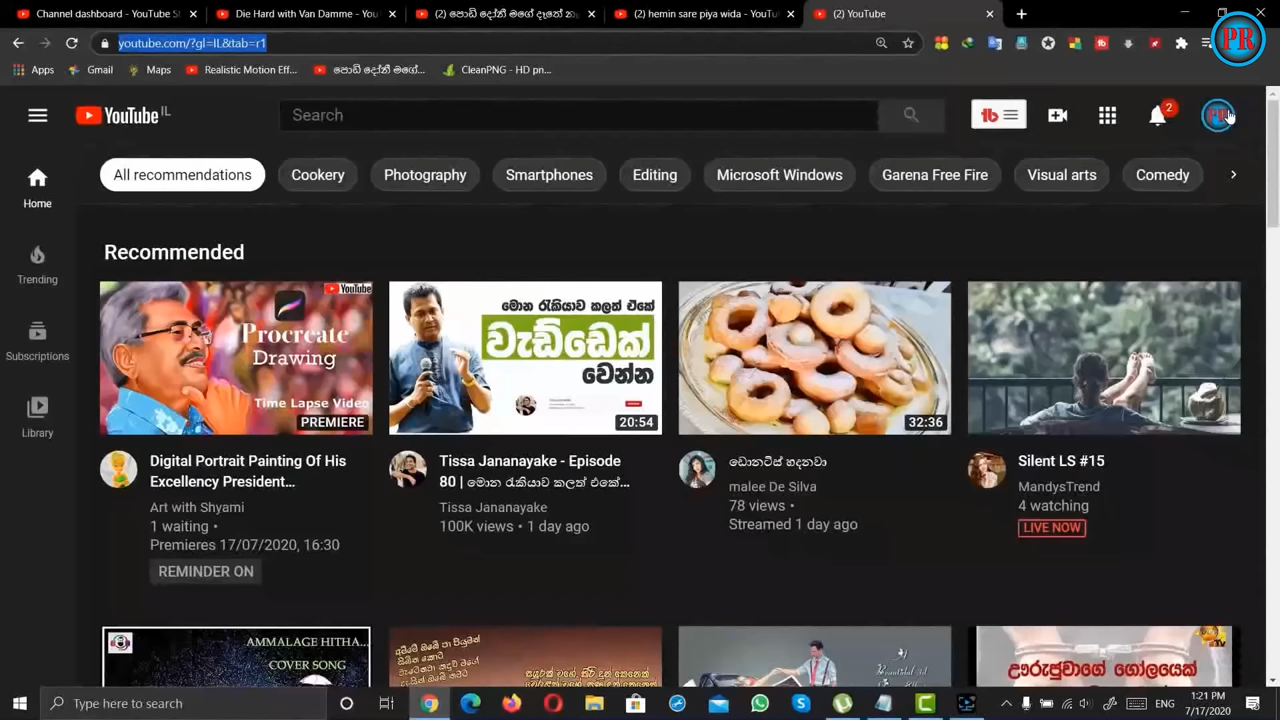 Channel dashboard - YouTube St
Die Hard with Van Damme - You
(2) පොඩි දෝනි මගේ දෑතේ නැ
(2) hemin sare piya wida - YouTu
(2) YouTube
youtube.com/?gl=IL&tab=r1
PR
Apps
Gmail
Maps
Realistic Motion Eff...
පොඩි දෝනි මගේ...
CleanPNG - HD pn...
YouTube IL
Search
tb
2
Home
Trending
Subscriptions
Library
All recommendations
Cookery
Photography
Smartphones
Editing
Microsoft Windows
Garena Free Fire
Visual arts
Comedy
Recommended
YouTube
Procreate
Drawing
Time Lapse Video
PREMIERE
මොන රැකියාව කලත් එකේ
වැඩ්ඩෙක්
වෙන්න
20:54
32:36
Digital Portrait Painting Of His
Excellency President...
Art with Shyami
1 waiting •
Premieres 17/07/2020, 16:30
REMINDER ON
Tissa Jananayake - Episode
80 | මොන රැකියාව කලත් එකේ...
Tissa Jananayake
100K views • 1 day ago
ඩොනටිස් හදනවා
malee De Silva
78 views •
Streamed 1 day ago
Silent LS #15
MandysTrend
4 watching
LIVE NOW
AMMALAGE HITHA...
COVER SONG
ඌරුජුවාගේ ගෝලයෙක්
Type here to search
ENG
1:21 PM
7/17/2020